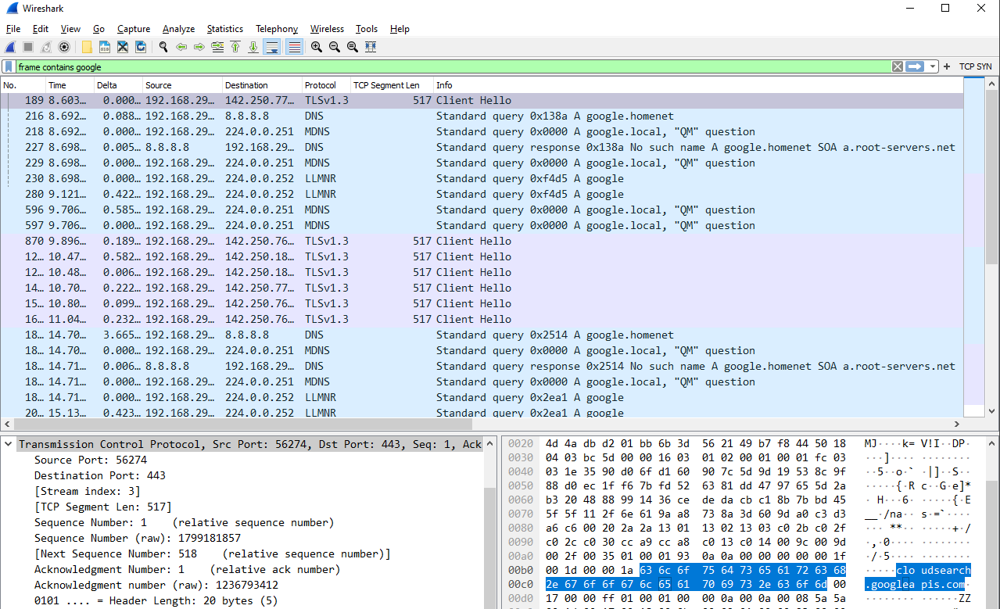 Wireshark
File Edit View Go Capture Analyze Statistics Telephony Wireless Tools Help
frame contains google
TCP SYN
No. Time Delta Source Destination Protocol TCP Segment Len Info
189 8.603… 0.000… 192.168.29… 142.250.77… TLSv1.3 517 Client Hello
216 8.692… 0.088… 192.168.29… 8.8.8.8 DNS Standard query 0x138a A google.homenet
218 8.692… 0.000… 192.168.29… 224.0.0.251 MDNS Standard query 0x0000 A google.local, "QM" question
227 8.698… 0.005… 8.8.8.8 192.168.29… DNS Standard query response 0x138a No such name A google.homenet SOA a.root-servers.net
229 8.698… 0.000… 192.168.29… 224.0.0.251 MDNS Standard query 0x0000 A google.local, "QM" question
230 8.698… 0.000… 192.168.29… 224.0.0.252 LLMNR Standard query 0xf4d5 A google
280 9.121… 0.422… 192.168.29… 224.0.0.252 LLMNR Standard query 0xf4d5 A google
596 9.706… 0.585… 192.168.29… 224.0.0.251 MDNS Standard query 0x0000 A google.local, "QM" question
597 9.706… 0.000… 192.168.29… 224.0.0.251 MDNS Standard query 0x0000 A google.local, "QM" question
870 9.896… 0.189… 192.168.29… 142.250.76… TLSv1.3 517 Client Hello
12… 10.47… 0.582… 192.168.29… 142.250.18… TLSv1.3 517 Client Hello
12… 10.48… 0.006… 192.168.29… 142.250.18… TLSv1.3 517 Client Hello
14… 10.70… 0.222… 192.168.29… 142.250.77… TLSv1.3 517 Client Hello
15… 10.80… 0.099… 192.168.29… 142.250.76… TLSv1.3 517 Client Hello
16… 11.04… 0.232… 192.168.29… 142.250.76… TLSv1.3 517 Client Hello
18… 14.70… 3.665… 192.168.29… 8.8.8.8 DNS Standard query 0x2514 A google.homenet
18… 14.70… 0.000… 192.168.29… 224.0.0.251 MDNS Standard query 0x0000 A google.local, "QM" question
18… 14.71… 0.006… 8.8.8.8 192.168.29… DNS Standard query response 0x2514 No such name A google.homenet SOA a.root-servers.net
18… 14.71… 0.000… 192.168.29… 224.0.0.251 MDNS Standard query 0x0000 A google.local, "QM" question
18… 14.71… 0.000… 192.168.29… 224.0.0.252 LLMNR Standard query 0x2ea1 A google
20… 15.13… 0.423… 192.168.29… 224.0.0.252 LLMNR Standard query 0x2ea1 A google
Transmission Control Protocol, Src Port: 56274, Dst Port: 443, Seq: 1, Ack
Source Port: 56274
Destination Port: 443
[Stream index: 3]
[TCP Segment Len: 517]
Sequence Number: 1 (relative sequence number)
Sequence Number (raw): 1799181857
[Next Sequence Number: 518 (relative sequence number)]
Acknowledgment Number: 1 (relative ack number)
Acknowledgment number (raw): 1236793412
0101 .... = Header Length: 20 bytes (5)
0020 4d 4a db d2 01 bb 6b 3d 56 21 49 b7 f8 44 50 18 MJ····k= V!I··DP·
0030 04 03 bc 5d 00 00 16 03 01 02 00 01 00 01 fc 03 ···]···· ········
0040 03 1e 35 90 d0 6f d1 60 90 7c 5d 9d 19 53 8c 9f ··5··o·` ·|]··S··
0050 88 d0 ec 1f f6 7b fd 52 63 81 dd 47 97 65 5d 2a ·····{·R c··G·e]*
0060 b3 20 48 88 99 14 36 ce de da cb c1 8b 7b bd 45 · H···6· ·····{·E
0070 5f 5f 11 2f 6e 61 9a a8 73 8a 3d 60 9d a0 c3 d3 __·/na·· s·=`····
0080 a6 c6 00 20 2a 2a 13 01 13 02 13 03 c0 2b c0 2f ··· **·· ·····+·/
0090 c0 2c c0 30 cc a9 cc a8 c0 13 c0 14 00 9c 00 9d ·,·0···· ········
00a0 00 2f 00 35 01 00 01 93 0a 0a 00 00 00 00 00 1f ·/·5···· ········
00b0 00 1d 00 00 1a 63 6c 6f 75 64 73 65 61 72 63 68 ·····clo udsearch
00c0 2e 67 6f 6f 67 6c 65 61 70 69 73 2e 63 6f 6d 00 .googlea pis.com·
00d0 17 00 00 ff 01 00 01 00 00 0a 00 0a 00 08 5a 5a ········ ······ZZ